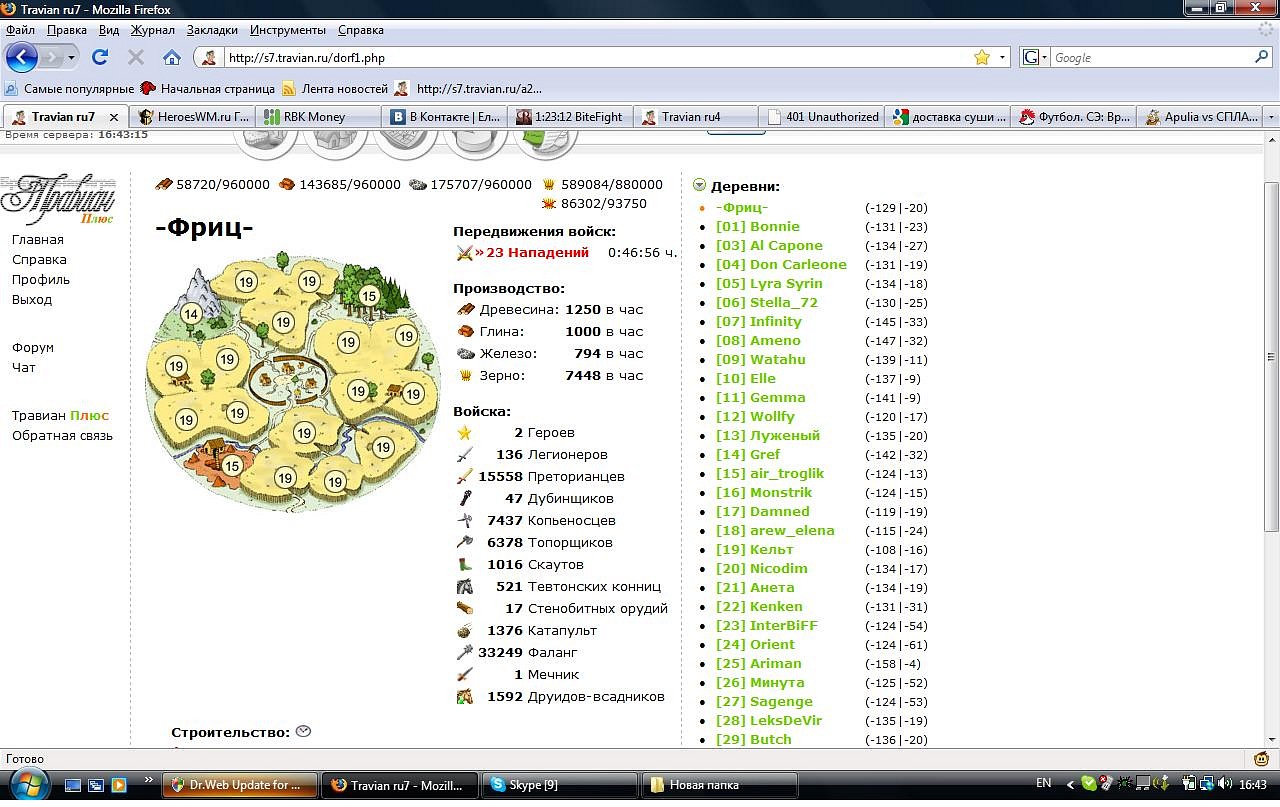 Travian ru7 - Mozilla Firefox
Файл Правка Вид Журнал Закладки Инструменты Справка
http://s7.travian.ru/dorf1.php
Google
Самые популярные Начальная страница Лента новостей http://s7.travian.ru/a2...
Travian ru7 HeroesWM.ru Г... RBK Money В Контакте | Ел... 1:23:12 BiteFight Travian ru4 401 Unauthorized доставка суши ... Футбол. СЭ: Вр... Apulia vs СПЛА...
Время сервера: 16:43:15
Травиан
Плюс
Главная
Справка
Профиль
Выход
Форум
Чат
Травиан Плюс
Обратная связь
58720/960000 143685/960000 175707/960000 589084/880000
86302/93750
-Фриц-
19 19 15
14 19 19 19
19 19 19 19
19 19 19 19
15 19 19
Передвижения войск:
» 23 Нападений 0:46:56 ч.
Производство:
Древесина: 1250 в час
Глина: 1000 в час
Железо: 794 в час
Зерно: 7448 в час
Войска:
2 Героев
136 Легионеров
15558 Преторианцев
47 Дубинщиков
7437 Копьеносцев
6378 Топорщиков
1016 Скаутов
521 Тевтонских конниц
17 Стенобитных орудий
1376 Катапульт
33249 Фаланг
1 Мечник
1592 Друидов-всадников
Строительство:
Деревни:
-Фриц- (-129|-20)
[01] Bonnie (-131|-23)
[03] Al Capone (-134|-27)
[04] Don Carleone (-131|-19)
[05] Lyra Syrin (-134|-18)
[06] Stella_72 (-130|-25)
[07] Infinity (-145|-33)
[08] Ameno (-147|-32)
[09] Watahu (-139|-11)
[10] Elle (-137|-9)
[11] Gemma (-141|-9)
[12] Wollfy (-120|-17)
[13] Луженый (-135|-20)
[14] Gref (-142|-32)
[15] air_troglik (-124|-13)
[16] Monstrik (-124|-15)
[17] Damned (-119|-19)
[18] arew_elena (-115|-24)
[19] Кельт (-108|-16)
[20] Nicodim (-134|-17)
[21] Анета (-134|-19)
[22] Kenken (-131|-31)
[23] InterBiFF (-124|-54)
[24] Orient (-124|-61)
[25] Ariman (-158|-4)
[26] Минута (-125|-52)
[27] Sagenge (-124|-53)
[28] LeksDeVir (-135|-19)
[29] Butch (-136|-20)
Готово
Dr.Web Update for ... Travian ru7 - Mozill... Skype [9] Новая папка EN 16:43